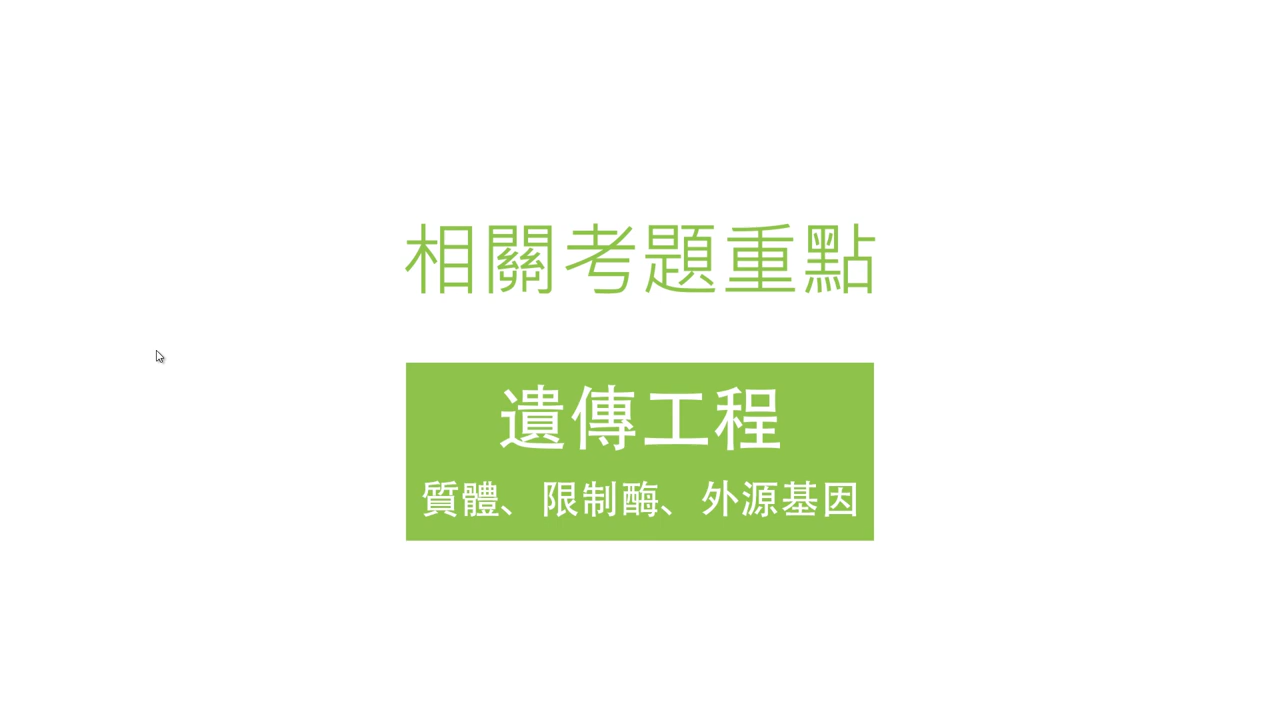 相關考題重點
遺傳工程
質體、限制酶、外源基因